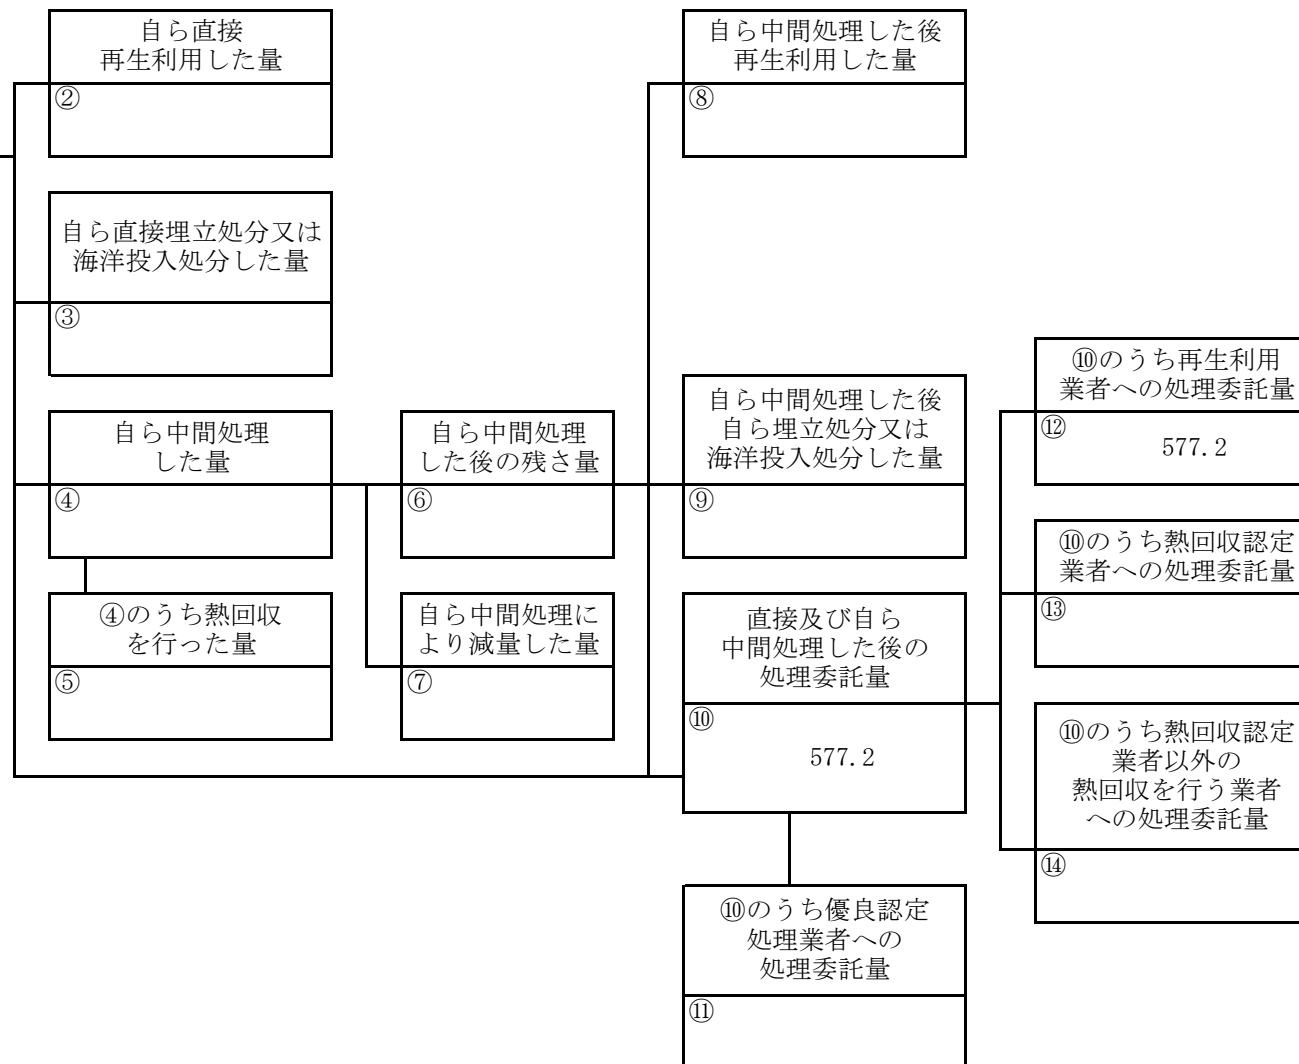 自ら直接
再生利用した量
②
自ら直接埋立処分又は
海洋投入処分した量
③
自ら中間処理
した量
④
④のうち熱回収
を行った量
⑤
自ら中間処理
した後の残さ量
⑥
自ら中間処理に
より減量した量
⑦
自ら中間処理した後
再生利用した量
⑧
自ら中間処理した後
自ら埋立処分又は
海洋投入処分した量
⑨
直接及び自ら
中間処理した後の
処理委託量
⑩
577.2
⑩のうち優良認定
処理業者への
処理委託量
⑪
⑩のうち再生利用
業者への処理委託量
⑫
577.2
⑩のうち熱回収認定
業者への処理委託量
⑬
⑩のうち熱回収認定
業者以外の
熱回収を行う業者
への処理委託量
⑭